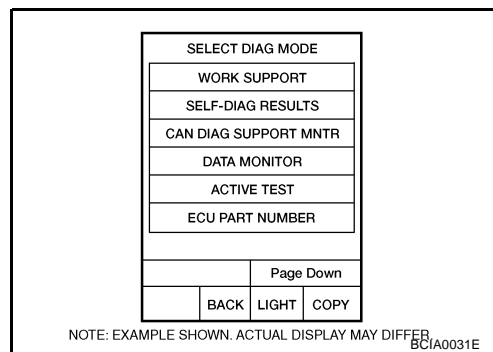 SELECT DIAG MODE
WORK SUPPORT
SELF-DIAG RESULTS
CAN DIAG SUPPORT MNTR
DATA MONITOR
ACTIVE TEST
ECU PART NUMBER
Page Down
BACK LIGHT COPY
NOTE: EXAMPLE SHOWN. ACTUAL DISPLAY MAY DIFFER.
BCIA0031E